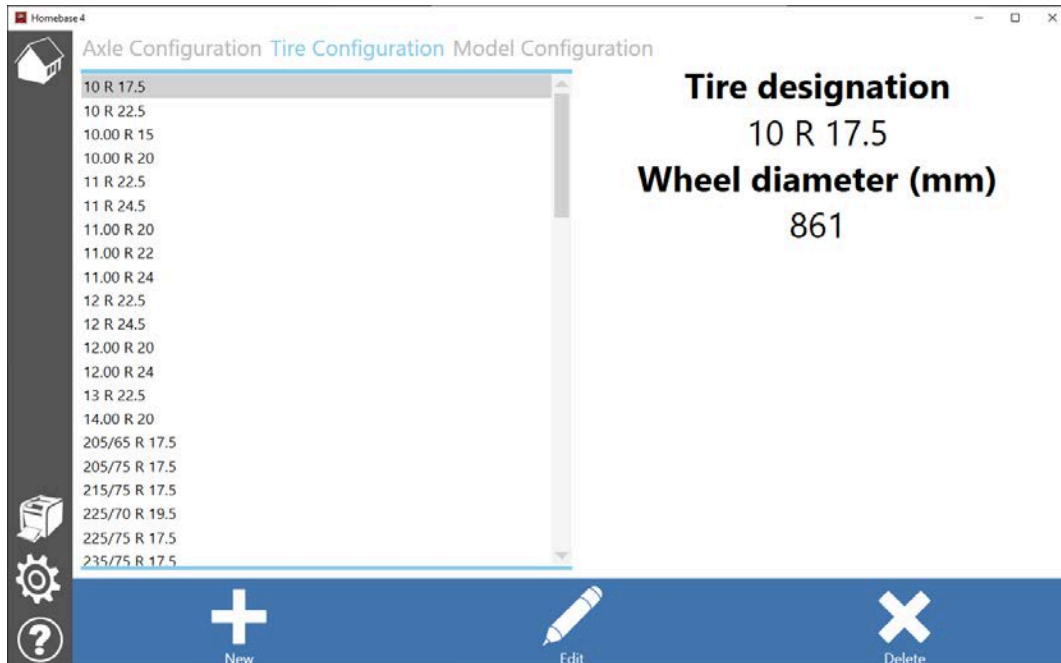 Homebase 4
Axle Configuration Tire Configuration Model Configuration
10 R 17.5
10 R 22.5
10.00 R 15
10.00 R 20
11 R 22.5
11 R 24.5
11.00 R 20
11.00 R 22
11.00 R 24
12 R 22.5
12 R 24.5
12.00 R 20
12.00 R 24
13 R 22.5
14.00 R 20
205/65 R 17.5
205/75 R 17.5
215/75 R 17.5
225/70 R 19.5
225/75 R 17.5
235/75 R 17.5
Tire designation
10 R 17.5
Wheel diameter (mm)
861
New
Edit
Delete